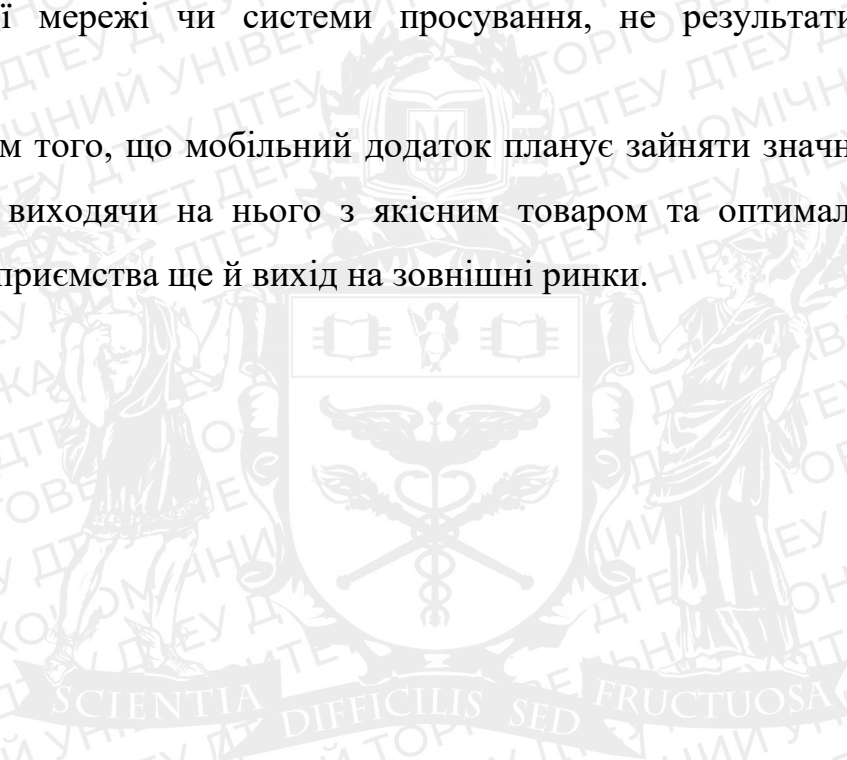 ї мережі чи системи просування, не результати
м того, що мобільний додаток планує зайняти значн
виходячи на нього з якісним товаром та оптимал
приємства ще й вихід на зовнішні ринки.
SCIENTIA DIFFICILIS SED FRUCTUOSA